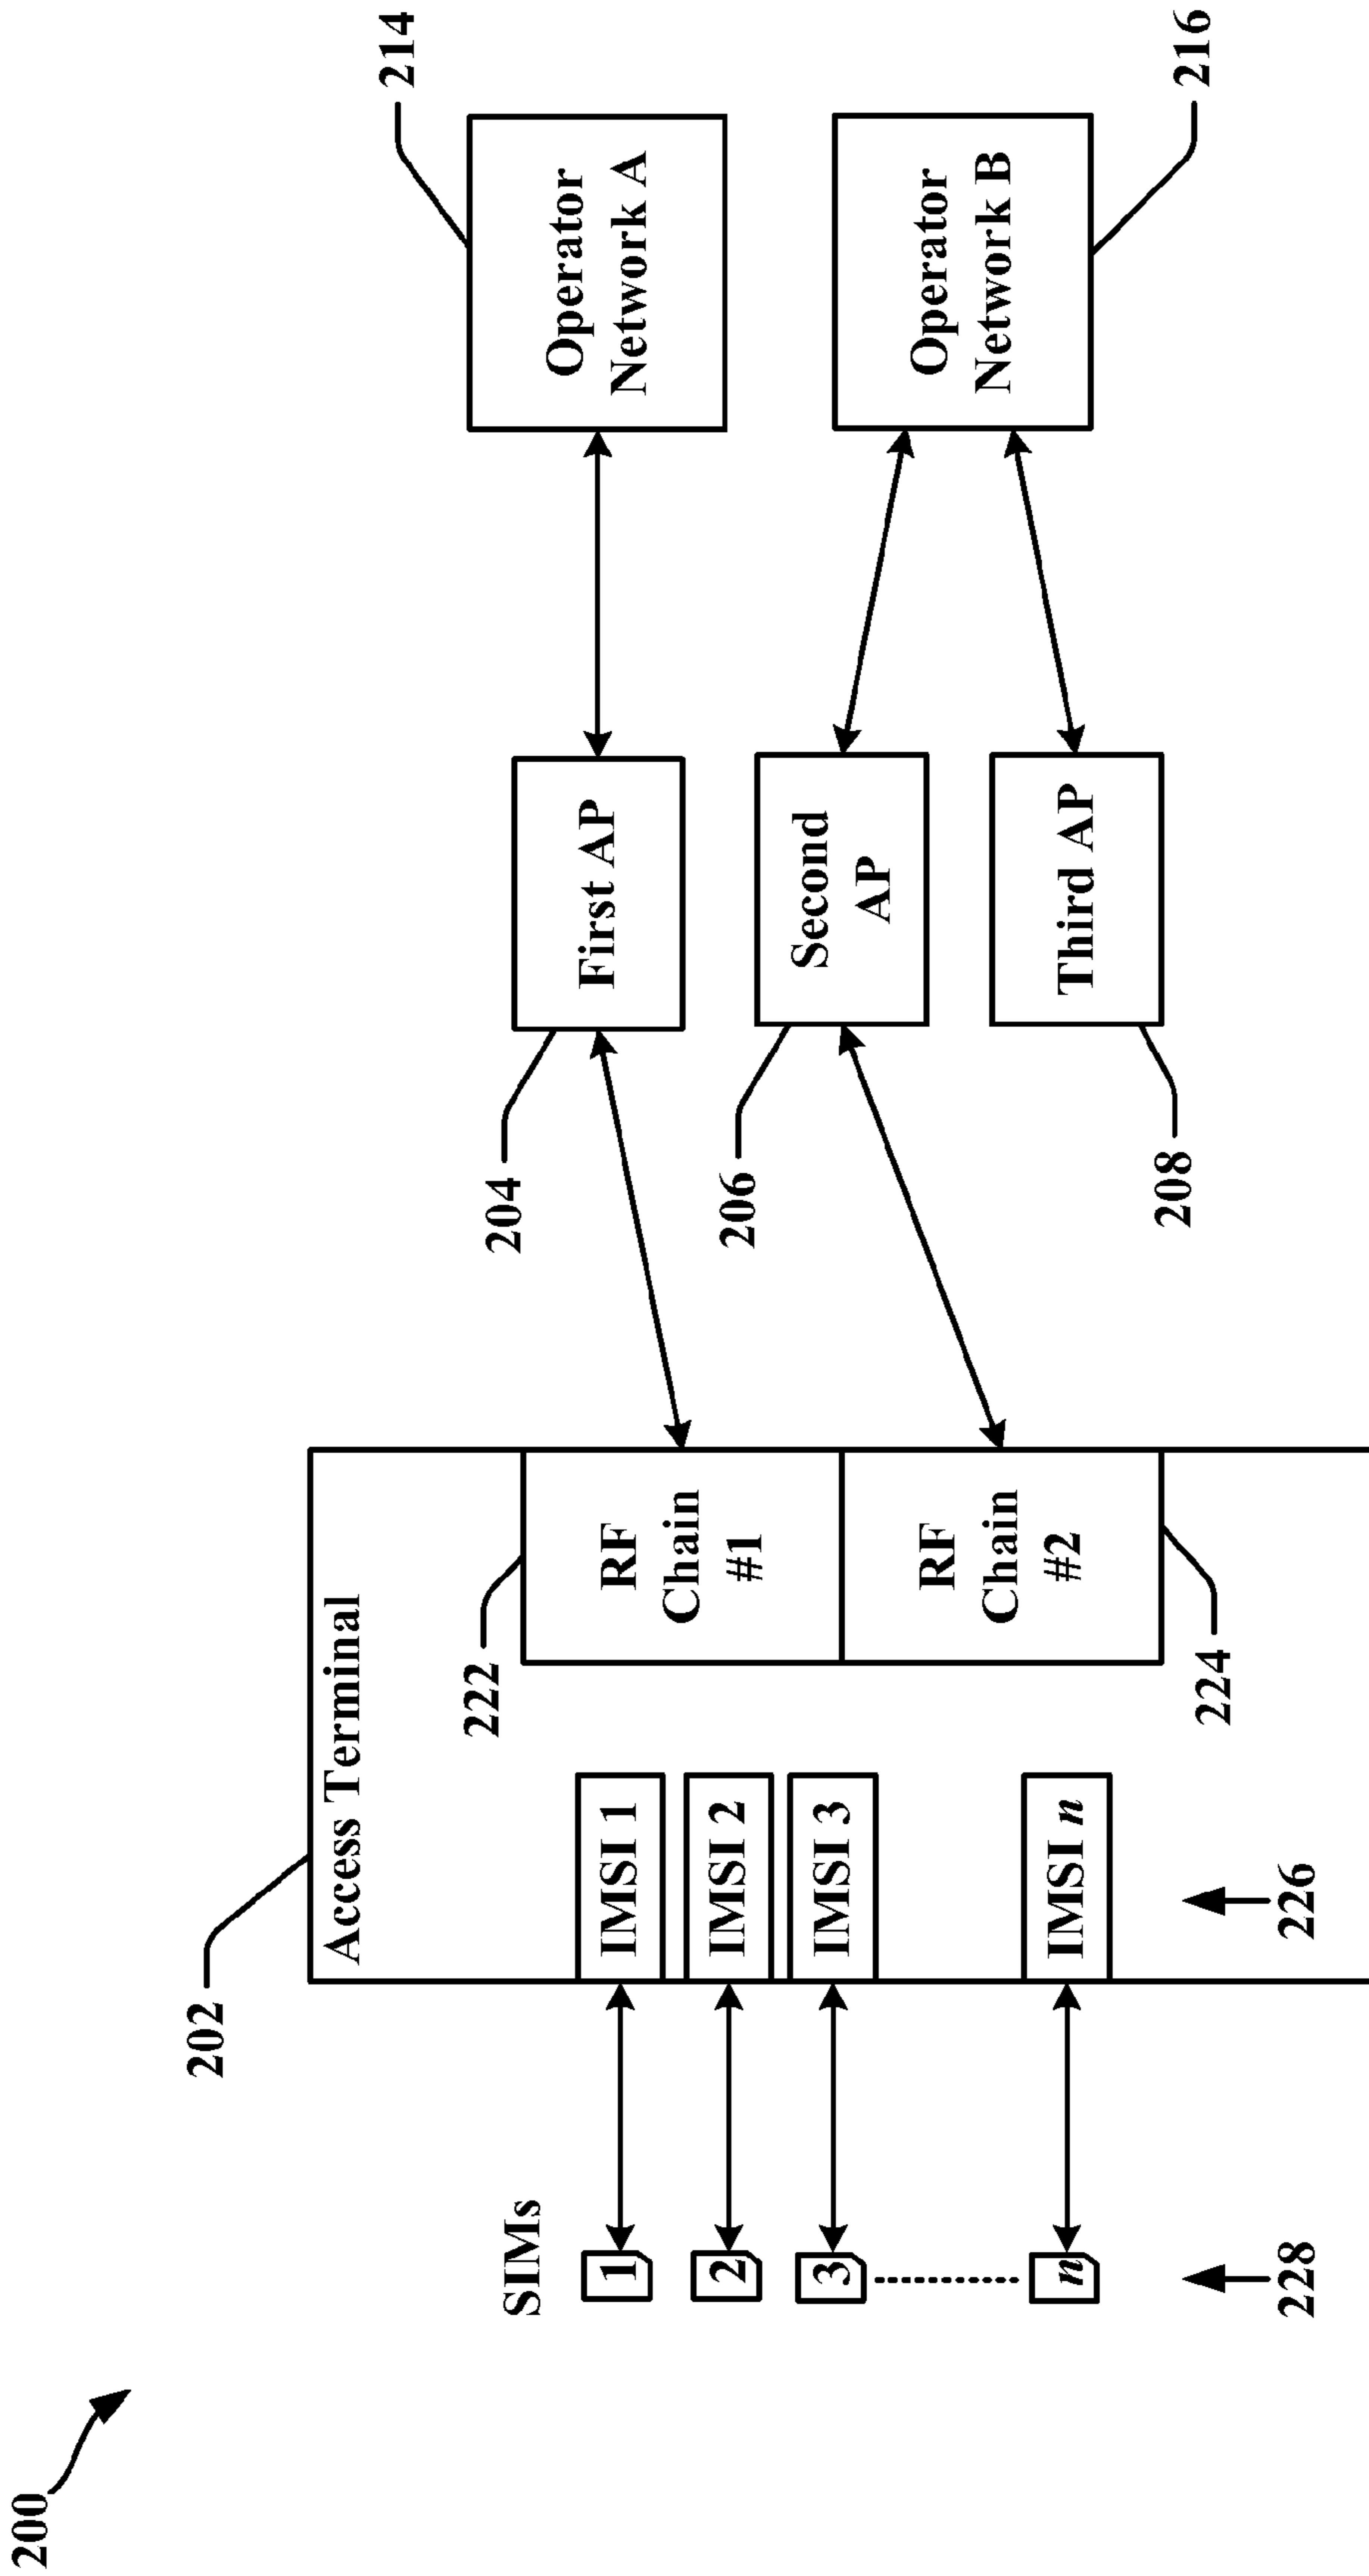 200
202
Access Terminal
SIMs
1
IMSI 1
2
IMSI 2
3
IMSI 3
n
IMSI n
228
226
222
RF
Chain
#1
RF
Chain
#2
224
204
First AP
206
Second
AP
208
Third AP
214
Operator
Network A
Operator
Network B
216